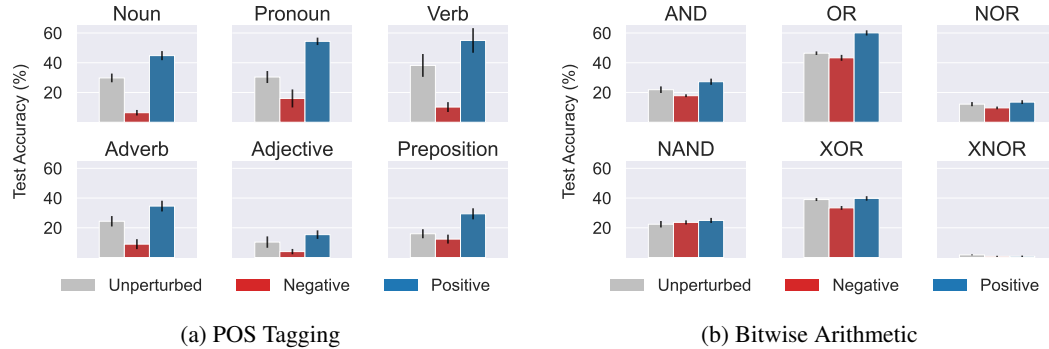 Noun Pronoun Verb
Test Accuracy (%)
60
40
20
Adverb Adjective Preposition
60
40
20
Unperturbed Negative Positive
(a) POS Tagging
AND OR NOR
Test Accuracy (%)
60
40
20
NAND XOR XNOR
60
40
20
Unperturbed Negative Positive
(b) Bitwise Arithmetic